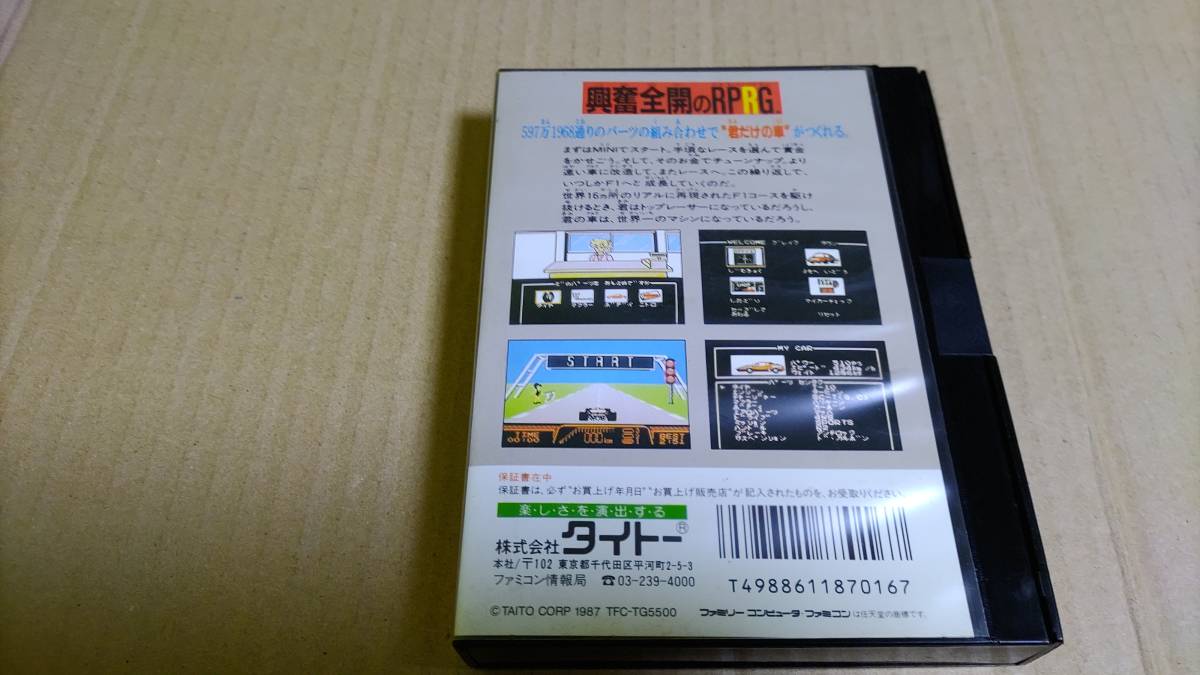 興奮全開のRPRG
597万1968通りのパーツの組み合わせで"君だけの車"がつくれる。
まずはMINIでスタート。手頃なレースを選んで賞金
をかせごう。そして、そのお金でチューンナップ。より
速い車に改造して、またレースへ。この繰り返しで、
いつしかF1へと成長していくのだ。
世界16ヵ所のリアルに再現されたF1コースを駆け
抜けるとき、君はトップレーサーになっているだろうし、
君の車は、世界一のマシンになっているだろう。
WELCOME
リセット
START
TIME
00:00
000km
BEST
MY CAR
保証書在中
保証書は、必ず"お買上げ年月日""お買上げ販売店"が記入されたものを、お受取りください。
楽・し・さ・を・演・出・す・る
株式会社 タイトー®
本社/〒102 東京都千代田区平河町2-5-3
ファミコン情報局 ☎03-239-4000
T4988611870167
©TAITO CORP 1987 TFC-TG5500
ファミリーコンピュータ・ファミコンは任天堂の商標です。